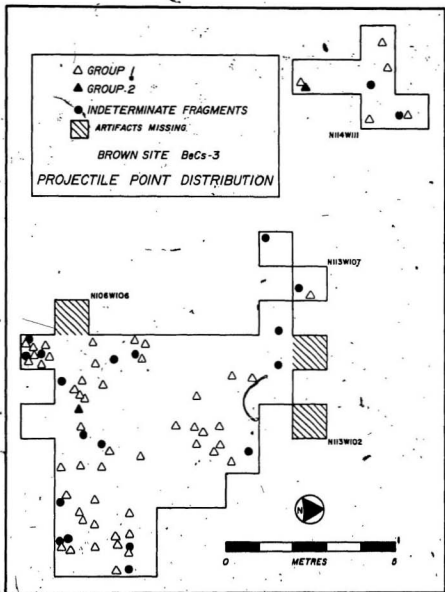 GROUP 1
GROUP 2
INDETERMINATE FRAGMENTS
ARTIFACTS MISSING
BROWN SITE BeCs-3
PROJECTILE POINT DISTRIBUTION
N114W111
N113W107
N106W106
N113W102
N
0 5
METRES